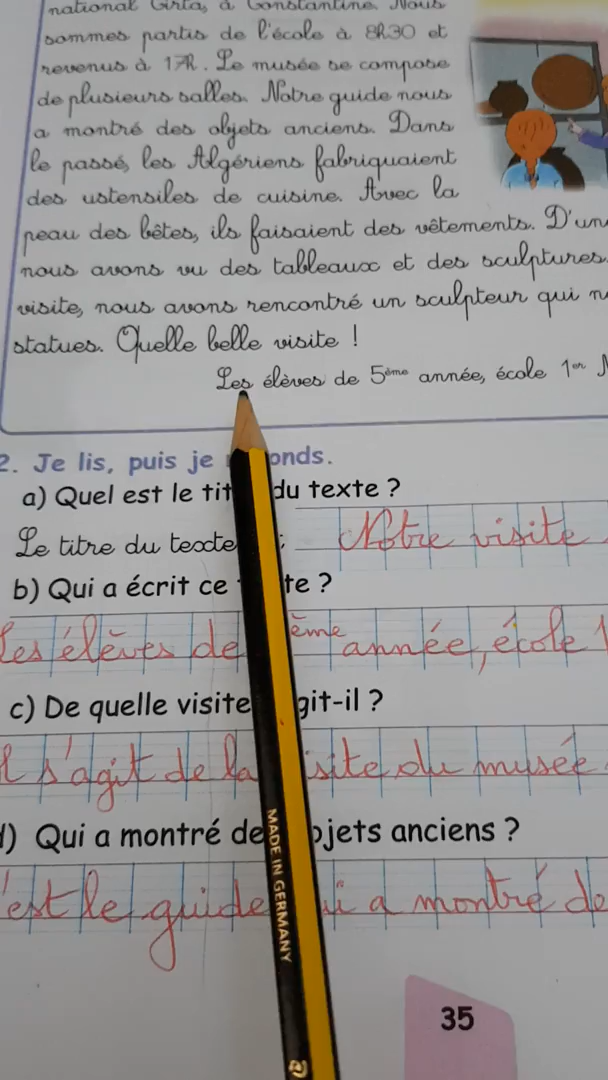 national Cirta, à Constantine. Nous
sommes partis de l'école à 8h30 et
revenus à 17h. Le musée se compose
de plusieurs salles. Notre guide nous
a montré des objets anciens. Dans
le passé, les Algériens fabriquaient
des ustensiles de cuisine. Avec la
peau des bêtes, ils faisaient des vêtements. D'un
nous avons vu des tableaux et des sculptures.
visite, nous avons rencontré un sculpteur qui n
statues. Quelle belle visite !
Les élèves de 5ème année, école 1er N
2. Je lis, puis je onds.
a) Quel est le tit du texte ?
Le titre du texte : Notre visite
b) Qui a écrit ce te ?
Les élèves de ème année, école 1
c) De quelle visite git-il ?
Il s'agit de la isite du musée
d) Qui a montré de bjets anciens ?
'est le guide ui a montré de
MADE IN GERMANY
35